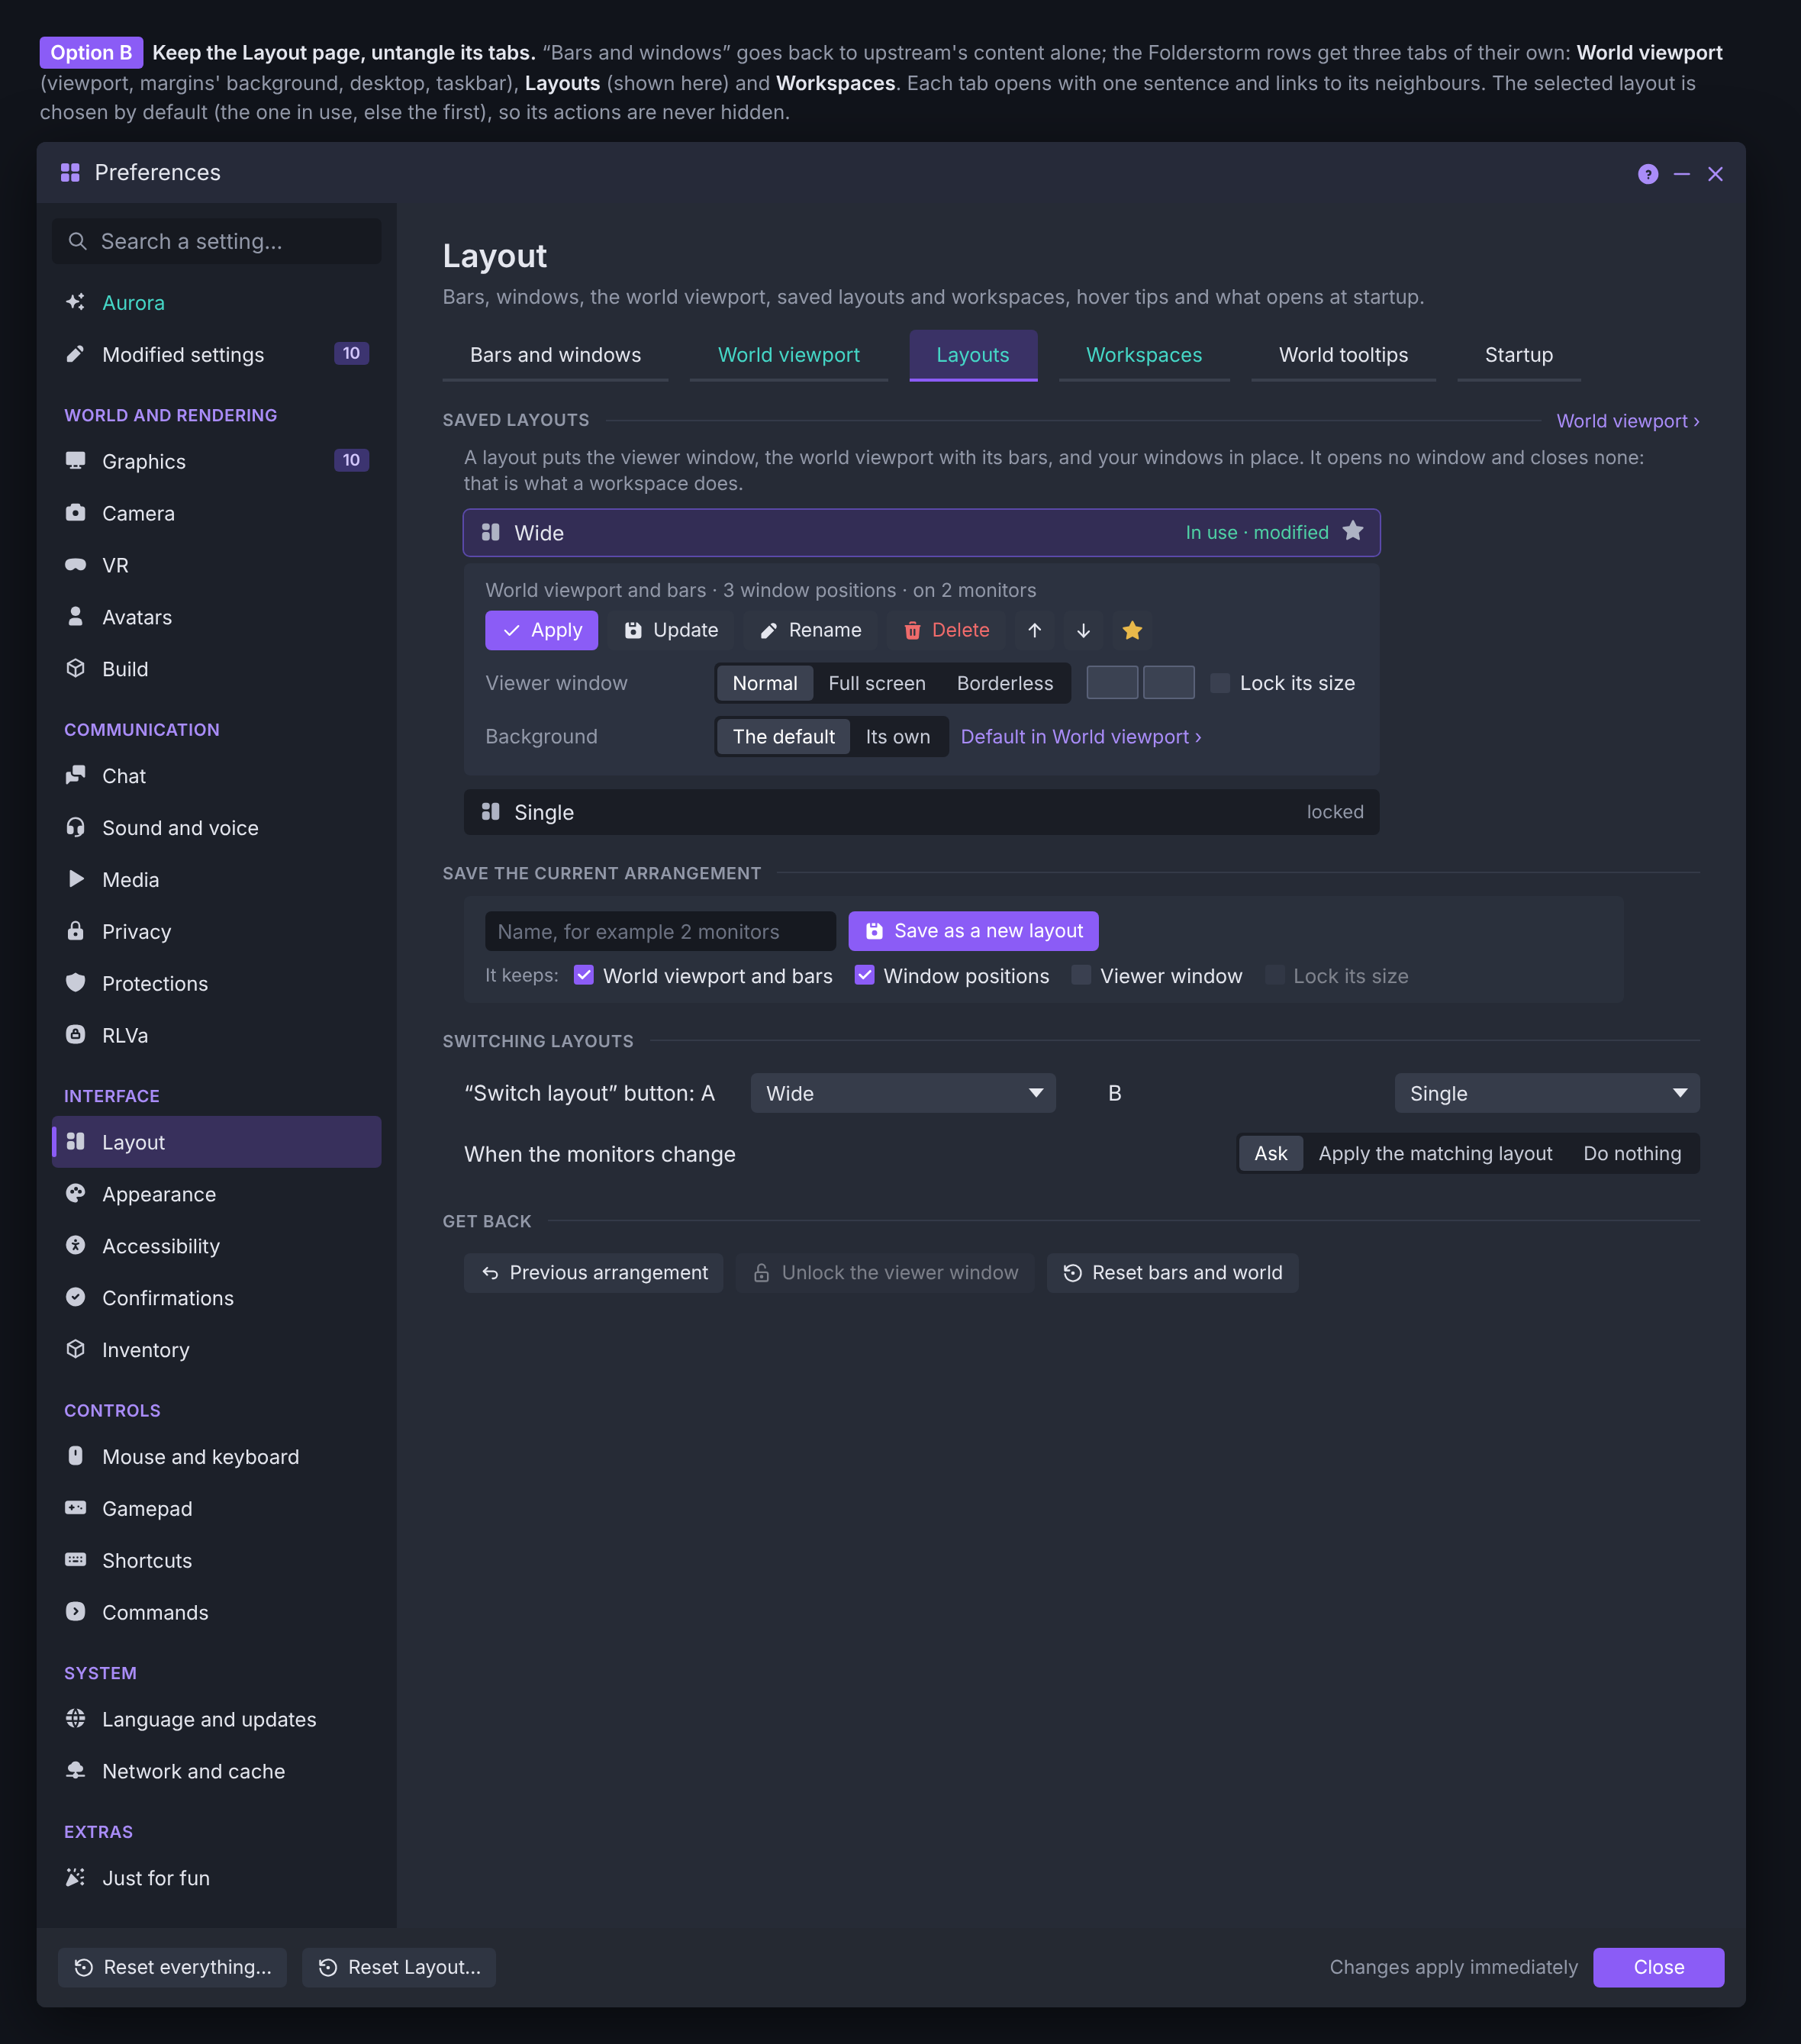 Option B Keep the Layout page, untangle its tabs. “Bars and windows” goes back to upstream's content alone; the Folderstorm rows get three tabs of their own: World viewport
(viewport, margins' background, desktop, taskbar), Layouts (shown here) and Workspaces. Each tab opens with one sentence and links to its neighbours. The selected layout is
chosen by default (the one in use, else the first), so its actions are never hidden.
Preferences
Search a setting...
Aurora
Modified settings 10
WORLD AND RENDERING
Graphics 10
Camera
VR
Avatars
Build
COMMUNICATION
Chat
Sound and voice
Media
Privacy
Protections
RLVa
INTERFACE
Layout
Appearance
Accessibility
Confirmations
Inventory
CONTROLS
Mouse and keyboard
Gamepad
Shortcuts
Commands
SYSTEM
Language and updates
Network and cache
EXTRAS
Just for fun
Layout
Bars, windows, the world viewport, saved layouts and workspaces, hover tips and what opens at startup.
Bars and windows World viewport Layouts Workspaces World tooltips Startup
SAVED LAYOUTS World viewport ›
A layout puts the viewer window, the world viewport with its bars, and your windows in place. It opens no window and closes none:
that is what a workspace does.
Wide In use · modified
World viewport and bars · 3 window positions · on 2 monitors
Apply Update Rename Delete
Viewer window Normal Full screen Borderless Lock its size
Background The default Its own Default in World viewport ›
Single locked
SAVE THE CURRENT ARRANGEMENT
Name, for example 2 monitors Save as a new layout
It keeps: World viewport and bars Window positions Viewer window Lock its size
SWITCHING LAYOUTS
“Switch layout” button: A Wide B Single
When the monitors change Ask Apply the matching layout Do nothing
GET BACK
Previous arrangement Unlock the viewer window Reset bars and world
Reset everything... Reset Layout... Changes apply immediately Close